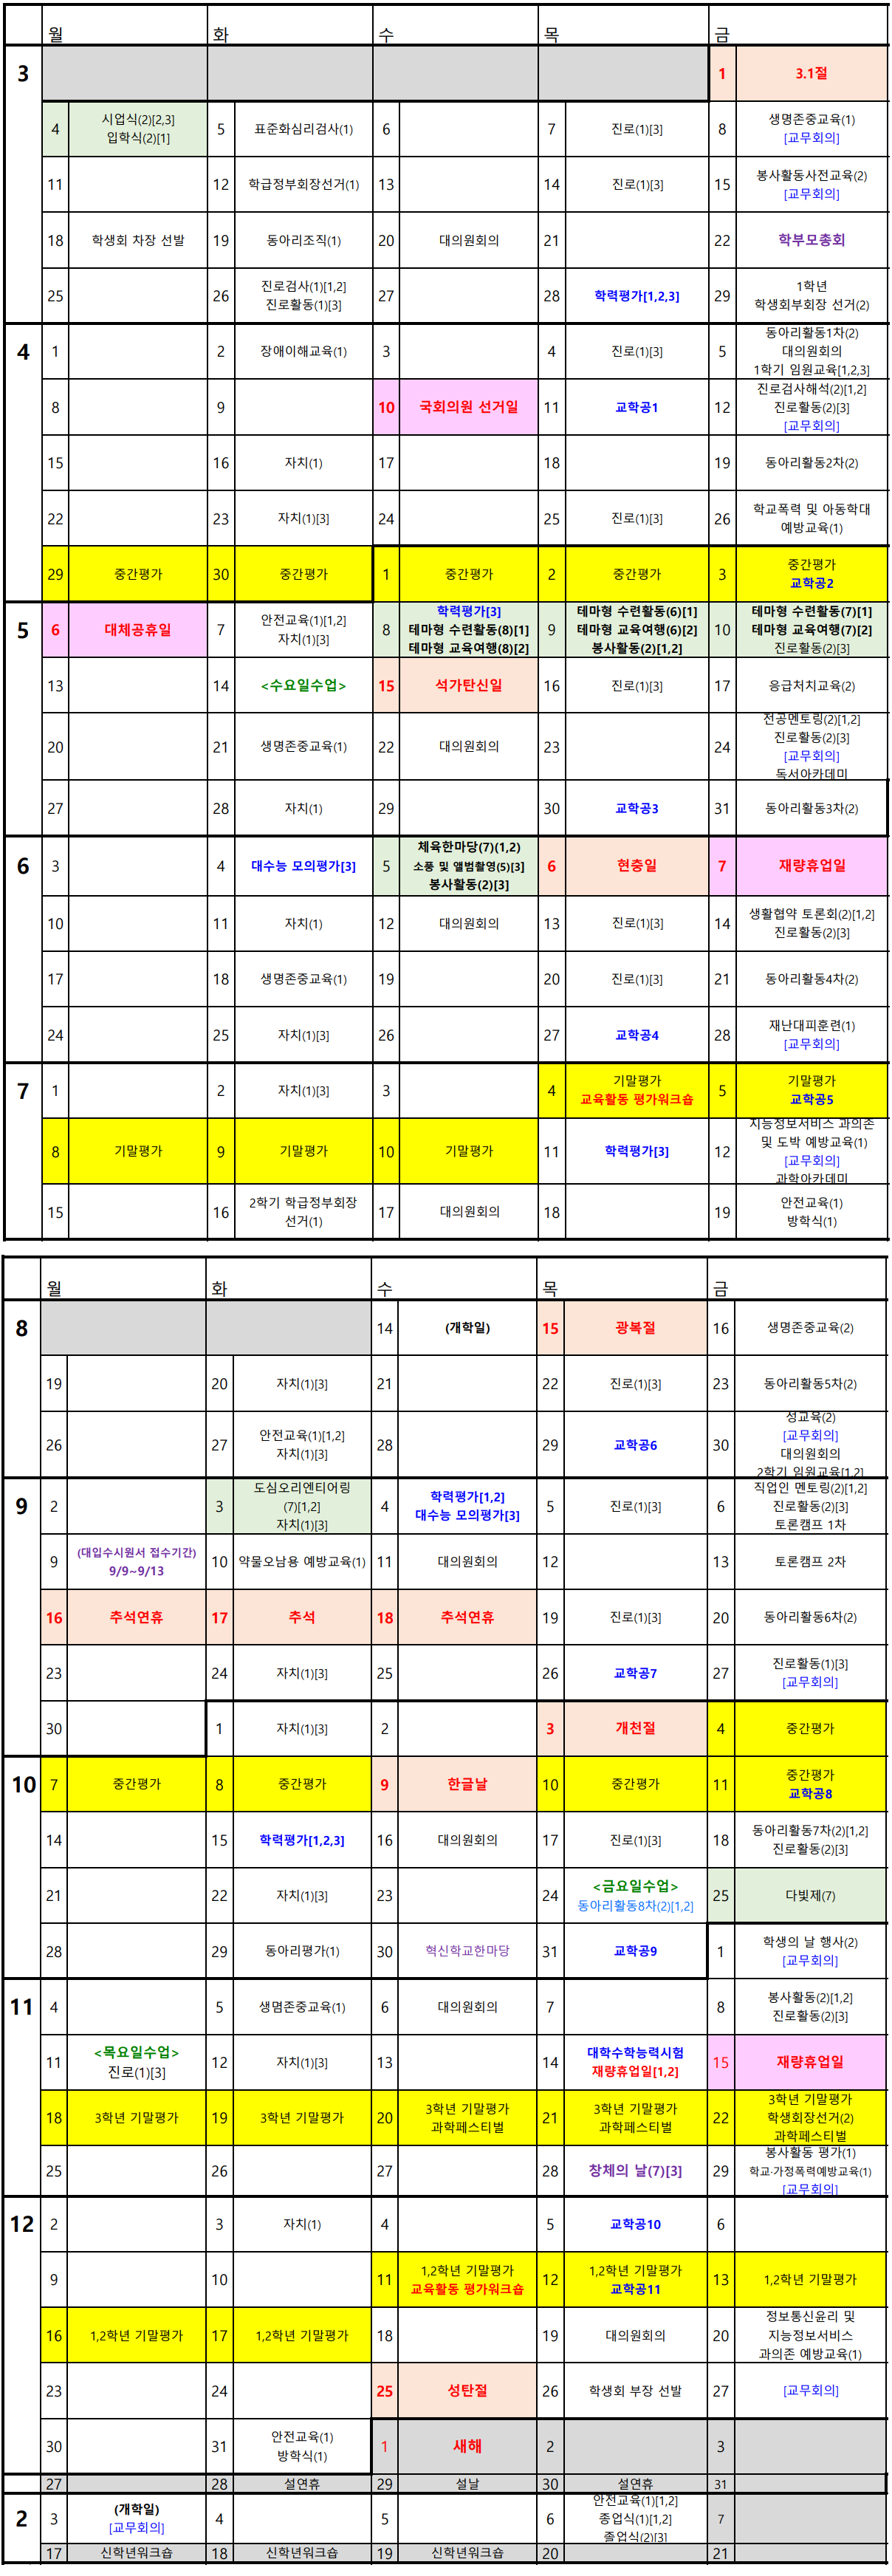 월 화 수 목 금
3
1 3.1절
4 시업식(2)[2,3]
입학식(2)[1]
5 표준화심리검사(1)
6
7 진로(1)[3]
8 생명존중교육(1)
[교무회의]
11
12 학급정부회장선거(1)
13
14 진로(1)[3]
15 봉사활동사전교육(2)
[교무회의]
18 학생회 차장 선발
19 동아리조직(1)
20 대의원회의
21
22 학부모총회
25
26 진로검사(1)[1,2]
진로활동(1)[3]
27
28 학력평가[1,2,3]
29 1학년
학생회부회장 선거(2)
4
1
2 장애이해교육(1)
3
4 진로(1)[3]
5 동아리활동1차(2)
대의원회의
1학기 임원교육[1,2,3]
8
9
10 국회의원 선거일
11 교학공1
12 진로검사해석(2)[1,2]
진로활동(2)[3]
[교무회의]
15
16 자치(1)
17
18
19 동아리활동2차(2)
22
23 자치(1)[3]
24
25 진로(1)[3]
26 학교폭력 및 아동학대
예방교육(1)
29 중간평가
30 중간평가
1 중간평가
2 중간평가
3 중간평가
교학공2
5
6 대체공휴일
7 안전교육(1)[1,2]
자치(1)[3]
8 학력평가[3]
테마형 수련활동(8)[1]
테마형 교육여행(8)[2]
9 테마형 수련활동(6)[1]
테마형 교육여행(6)[2]
봉사활동(2)[1,2]
10 테마형 수련활동(7)[1]
테마형 교육여행(7)[2]
진로활동(2)[3]
13
14 <수요일수업>
15 석가탄신일
16 진로(1)[3]
17 응급처치교육(2)
20
21 생명존중교육(1)
22 대의원회의
23
24 전공멘토링(2)[1,2]
진로활동(2)[3]
[교무회의]
독서아카데미
27
28 자치(1)
29
30 교학공3
31 동아리활동3차(2)
6
3
4 대수능 모의평가[3]
5 체육한마당(7)(1,2)
소풍 및 앨범촬영(5)[3]
봉사활동(2)[3]
6 현충일
7 재량휴업일
10
11 자치(1)
12 대의원회의
13 진로(1)[3]
14 생활협약 토론회(2)[1,2]
진로활동(2)[3]
17
18 생명존중교육(1)
19
20 진로(1)[3]
21 동아리활동4차(2)
24
25 자치(1)[3]
26
27 교학공4
28 재난대피훈련(1)
[교무회의]
7
1
2 자치(1)[3]
3
4 기말평가
교육활동 평가워크숍
5 기말평가
교학공5
8 기말평가
9 기말평가
10 기말평가
11 학력평가[3]
12 지능정보서비스 과의존
및 도박 예방교육(1)
[교무회의]
과학아카데미
15
16 2학기 학급정부회장
선거(1)
17 대의원회의
18
19 안전교육(1)
방학식(1)
월 화 수 목 금
8
14 (개학일)
15 광복절
16 생명존중교육(2)
19
20 자치(1)[3]
21
22 진로(1)[3]
23 동아리활동5차(2)
26
27 안전교육(1)[1,2]
자치(1)[3]
28
29 교학공6
30 성교육(2)
[교무회의]
대의원회의
2학기 임원교육[1,2]
9
2
3 도심오리엔티어링
(7)[1,2]
자치(1)[3]
4 학력평가[1,2]
대수능 모의평가[3]
5 진로(1)[3]
6 직업인 멘토링(2)[1,2]
진로활동(2)[3]
토론캠프 1차
9 (대입수시원서 접수기간)
9/9~9/13
10 약물오남용 예방교육(1)
11 대의원회의
12
13 토론캠프 2차
16 추석연휴
17 추석
18 추석연휴
19 진로(1)[3]
20 동아리활동6차(2)
23
24 자치(1)[3]
25
26 교학공7
27 진로활동(1)[3]
[교무회의]
30
1 자치(1)[3]
2
3 개천절
4 중간평가
10
7 중간평가
8 중간평가
9 한글날
10 중간평가
11 중간평가
교학공8
14
15 학력평가[1,2,3]
16 대의원회의
17 진로(1)[3]
18 동아리활동7차(2)[1,2]
진로활동(2)[3]
21
22 자치(1)[3]
23
24 <금요일수업>
동아리활동8차(2)[1,2]
25 다빛제(7)
28
29 동아리평가(1)
30 혁신학교한마당
31 교학공9
1 학생의 날 행사(2)
[교무회의]
11
4
5 생몀존중교육(1)
6 대의원회의
7
8 봉사활동(2)[1,2]
진로활동(2)[3]
11 <목요일수업>
진로(1)[3]
12 자치(1)[3]
13
14 대학수학능력시험
재량휴업일[1,2]
15 재량휴업일
18 3학년 기말평가
19 3학년 기말평가
20 3학년 기말평가
과학페스티벌
21 3학년 기말평가
과학페스티벌
22 3학년 기말평가
학생회장선거(2)
과학페스티벌
25
26
27
28 창체의 날(7)[3]
29 봉사활동 평가(1)
학교·가정폭력예방교육(1)
[교무회의]
12
2
3 자치(1)
4
5 교학공10
6
9
10
11 1,2학년 기말평가
교육활동 평가워크숍
12 1,2학년 기말평가
교학공11
13 1,2학년 기말평가
16 1,2학년 기말평가
17 1,2학년 기말평가
18
19 대의원회의
20 정보통신윤리 및
지능정보서비스
과의존 예방교육(1)
23
24
25 성탄절
26 학생회 부장 선발
27 [교무회의]
30
31 안전교육(1)
방학식(1)
1 새해
2
3
27
28 설연휴
29 설날
30 설연휴
31
2
3 (개학일)
[교무회의]
4
5
6 안전교육(1)[1,2]
종업식(1)[1,2]
졸업식(2)[3]
7
17 신학년워크숍
18 신학년워크숍
19 신학년워크숍
20
21